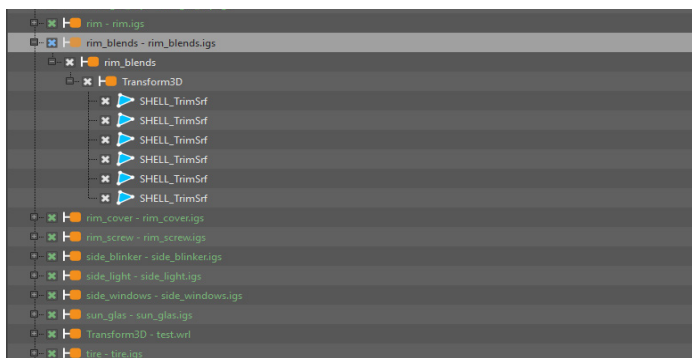 rim - rim.igs
rim_blends - rim_blends.igs
rim_blends
Transform3D
SHELL_TrimSrf
SHELL_TrimSrf
SHELL_TrimSrf
SHELL_TrimSrf
SHELL_TrimSrf
SHELL_TrimSrf
rim_cover - rim_cover.igs
rim_screw - rim_screw.igs
side_blinker - side_blinker.igs
side_light - side_light.igs
side_windows - side_windows.igs
sun_glas - sun_glas.igs
Transform3D - test.wrl
tire - tire.igs